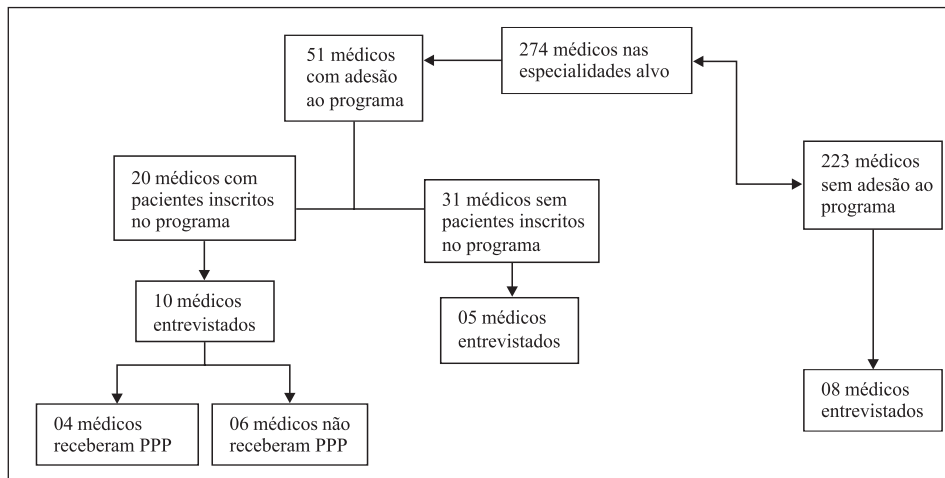 51 médicos
com adesão
ao programa
274 médicos nas
especialidades alvo
223 médicos
sem adesão ao
programa
20 médicos com
pacientes inscritos
no programa
31 médicos sem
pacientes inscritos
no programa
10 médicos
entrevistados
05 médicos
entrevistados
08 médicos
entrevistados
04 médicos
receberam PPP
06 médicos não
receberam PPP